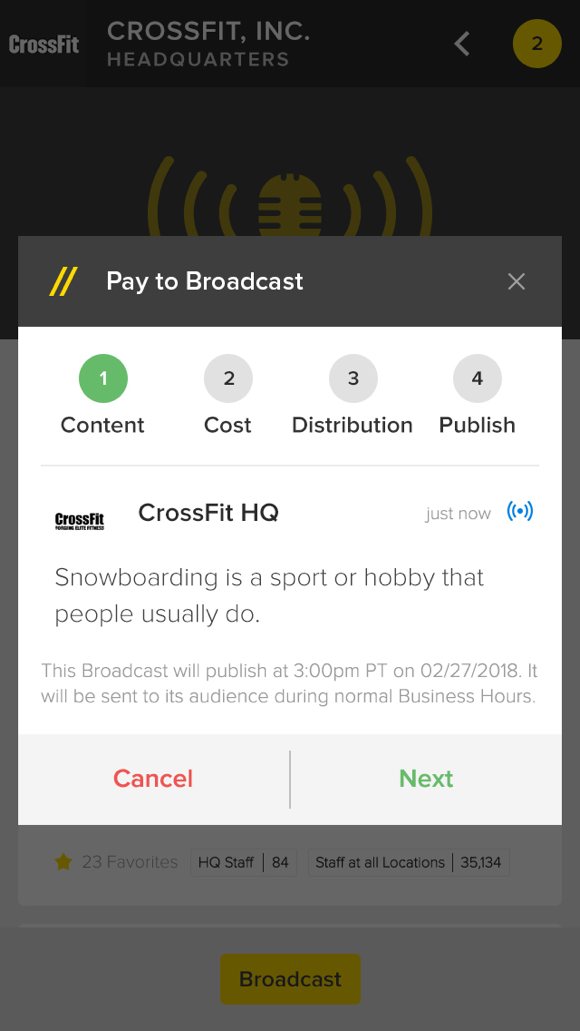 CrossFit
CROSSFIT, INC.
HEADQUARTERS
2
Pay to Broadcast
1 2 3 4
Content Cost Distribution Publish
CrossFit
FORGING ELITE FITNESS
CrossFit HQ just now
Snowboarding is a sport or hobby that
people usually do.
This Broadcast will publish at 3:00pm PT on 02/27/2018. It
will be sent to its audience during normal Business Hours.
Cancel Next
23 Favorites HQ Staff | 84 Staff at all Locations | 35,134
Broadcast